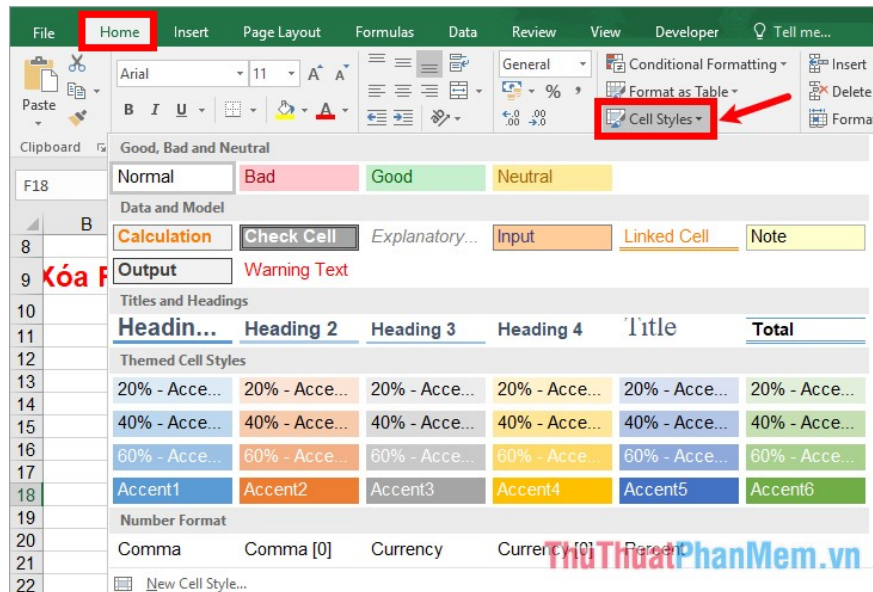 File Home Insert Page Layout Formulas Data Review View Developer Tell me...
Paste
Arial 11 A A General Conditional Formatting Insert
B I U A % , Format as Table Delete
.00 .0 Cell Styles Forma
Clipboard
F18
Good, Bad and Neutral
Normal Bad Good Neutral
Data and Model
Calculation Check Cell Explanatory... Input Linked Cell Note
Output Warning Text
Titles and Headings
Headin... Heading 2 Heading 3 Heading 4 Title Total
Themed Cell Styles
20% - Acce... 20% - Acce... 20% - Acce... 20% - Acce... 20% - Acce... 20% - Acce...
40% - Acce... 40% - Acce... 40% - Acce... 40% - Acce... 40% - Acce... 40% - Acce...
60% - Acce... 60% - Acce... 60% - Acce... 60% - Acce... 60% - Acce... 60% - Acce...
Accent1 Accent2 Accent3 Accent4 Accent5 Accent6
Number Format
Comma Comma [0] Currency Currency [0] Percent
New Cell Style...
B
8
9 Xóa F
10
11
12
13
14
15
16
17
18
19
20
21
22
ThuThuatPhanMem.vn